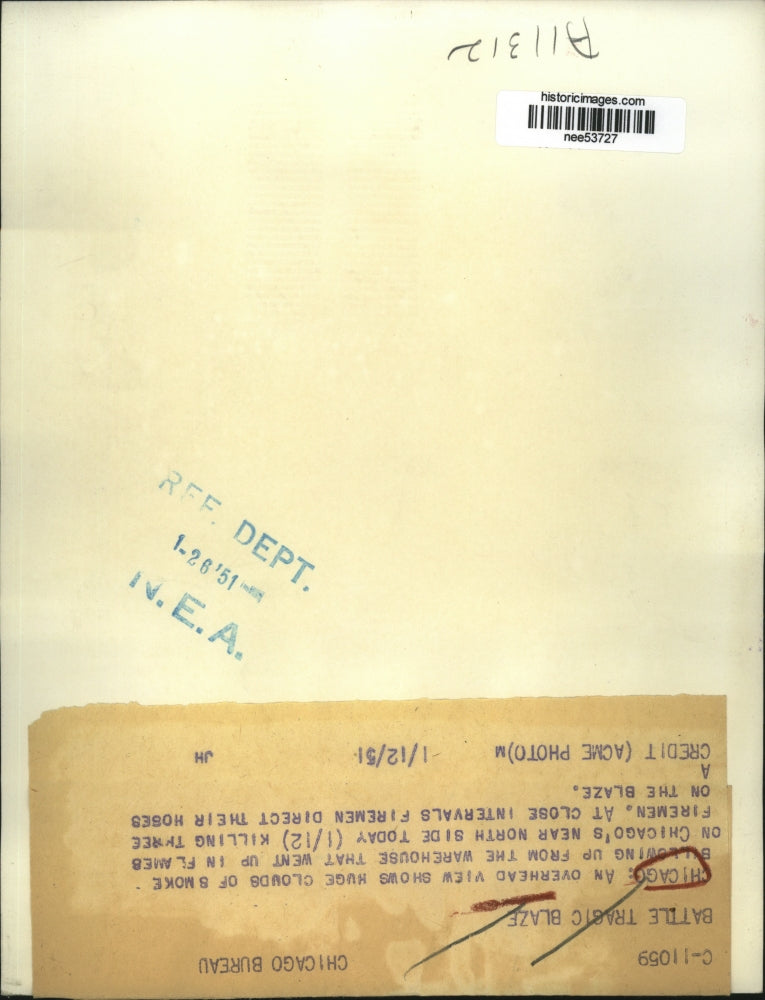 A11312
historicimages.com
nee53727
REF. DEPT.
1-26'51
N.E.A.
C-11059 CHICAGO BUREAU
BATTLE TRAGIC BLAZE
CHICAGO: AN OVERHEAD VIEW SHOWS HUGE CLOUDS OF SMOKE
BILLOWING UP FROM THE WAREHOUSE THAT WENT UP IN FLAMES
ON CHICAGO'S NEAR NORTH SIDE TODAY (1/12) KILLING THREE
FIREMEN. AT CLOSE INTERVALS FIREMEN DIRECT THEIR HOSES
ON THE BLAZE.
A
CREDIT (ACME PHOTO)M 1/12/51 JH